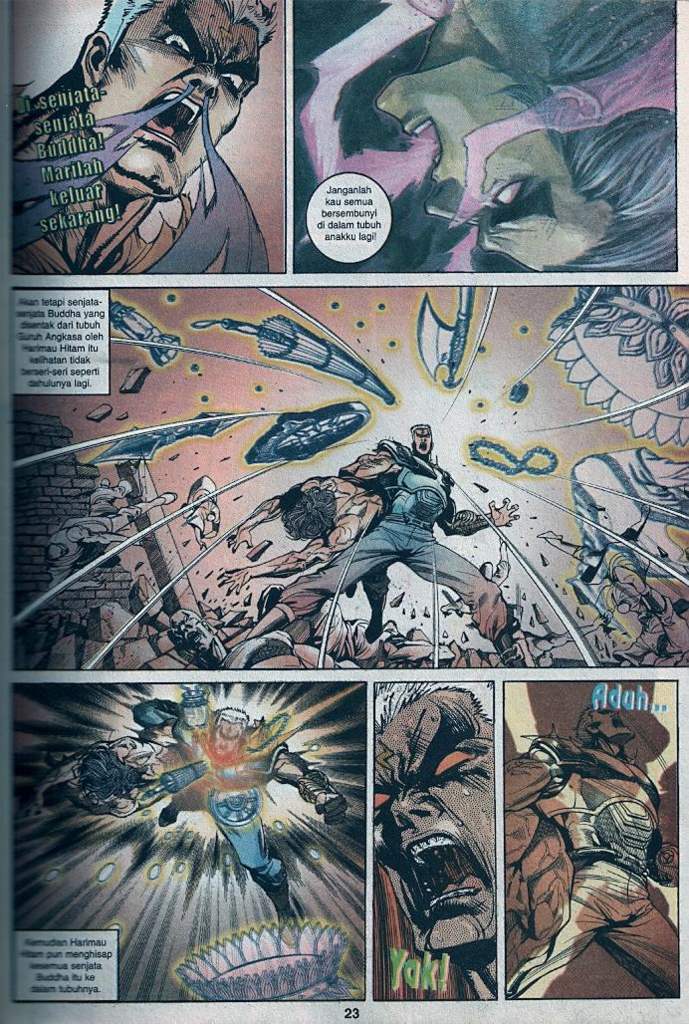 Hai senjata-
senjata
Buddha!
Marilah
keluar
sekarang!
Janganlah
kau semua
bersembunyi
di dalam tubuh
anakku lagi!
Akan tetapi senjata-
senjata Buddha yang
disentak dari tubuh
Guruh Angkasa oleh
Harimau Hitam itu
kelihatan tidak
berseri-seri seperti
dahulunya lagi.
Kemudian Harimau
Hitam pun menghisap
kesemua senjata
Buddha itu ke
dalam tubuhnya.
Yak!
Aduh...
23